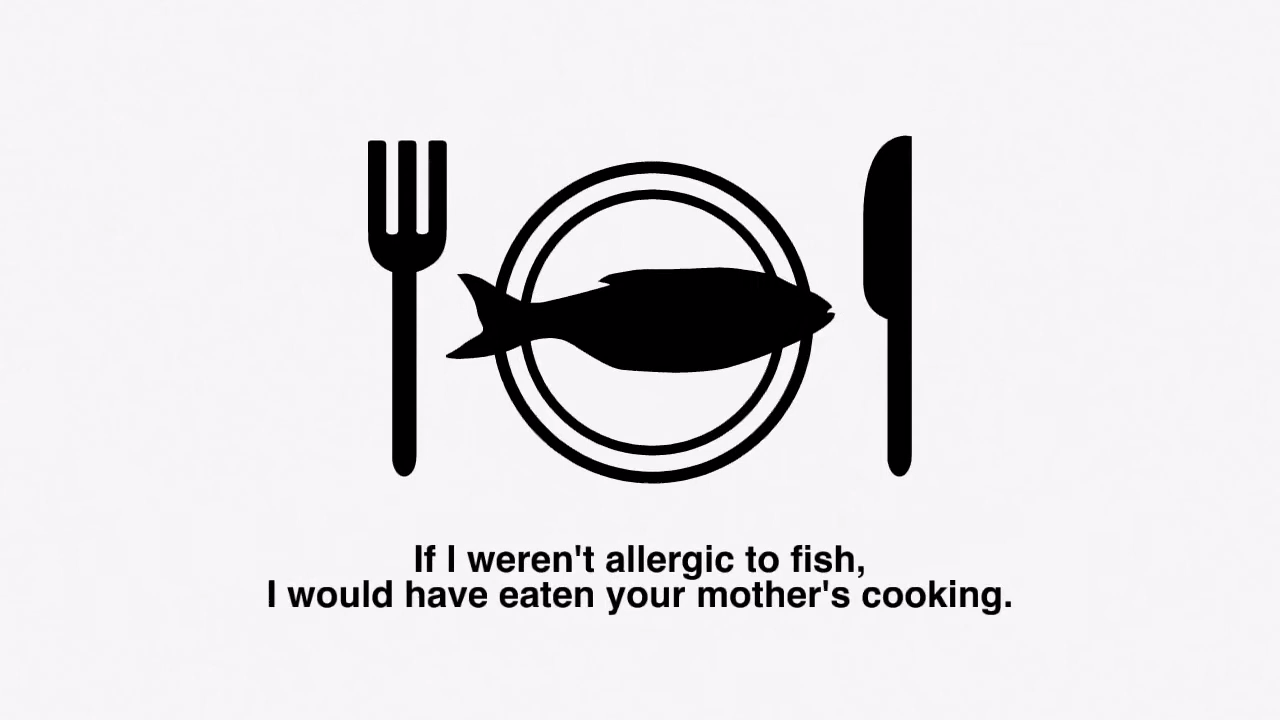 If I weren't allergic to fish,
I would have eaten your mother's cooking.